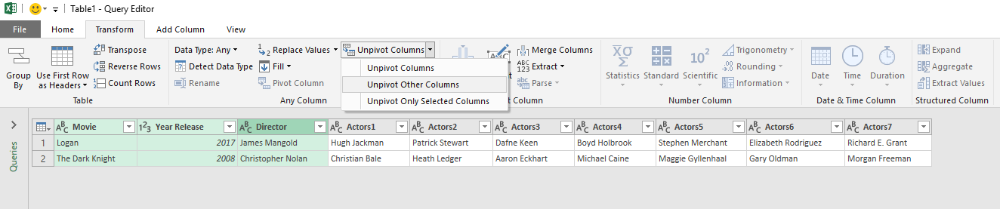 Table1 - Query Editor
File Home Transform Add Column View
Group By
Use First Row as Headers
Transpose
Reverse Rows
Count Rows
Table
Data Type: Any
Detect Data Type
Rename
Replace Values
Fill
Pivot Column
Any Column
Unpivot Columns
Unpivot Columns
Unpivot Other Columns
Unpivot Only Selected Columns
Merge Columns
Extract
Parse
Column
Statistics
Standard
Scientific
Trigonometry
Rounding
Information
Number Column
Date
Time
Duration
Date & Time Column
Expand
Aggregate
Extract Values
Structured Column
Queries
Movie Year Release Director Actors1 Actors2 Actors3 Actors4 Actors5 Actors6 Actors7
1 Logan 2017 James Mangold Hugh Jackman Patrick Stewart Dafne Keen Boyd Holbrook Stephen Merchant Elizabeth Rodriguez Richard E. Grant
2 The Dark Knight 2008 Christopher Nolan Christian Bale Heath Ledger Aaron Eckhart Michael Caine Maggie Gyllenhaal Gary Oldman Morgan Freeman